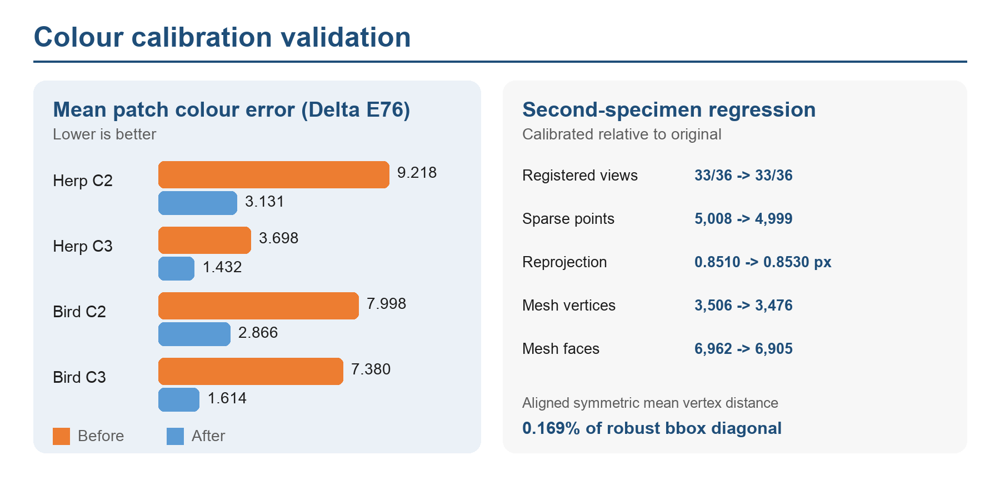 Colour calibration validation
Mean patch colour error (Delta E76)
Lower is better
Herp C2
9.218
3.131
Herp C3
3.698
1.432
Bird C2
7.998
2.866
Bird C3
7.380
1.614
Before After
Second-specimen regression
Calibrated relative to original
Registered views 33/36 -> 33/36
Sparse points 5,008 -> 4,999
Reprojection 0.8510 -> 0.8530 px
Mesh vertices 3,506 -> 3,476
Mesh faces 6,962 -> 6,905
Aligned symmetric mean vertex distance
0.169% of robust bbox diagonal